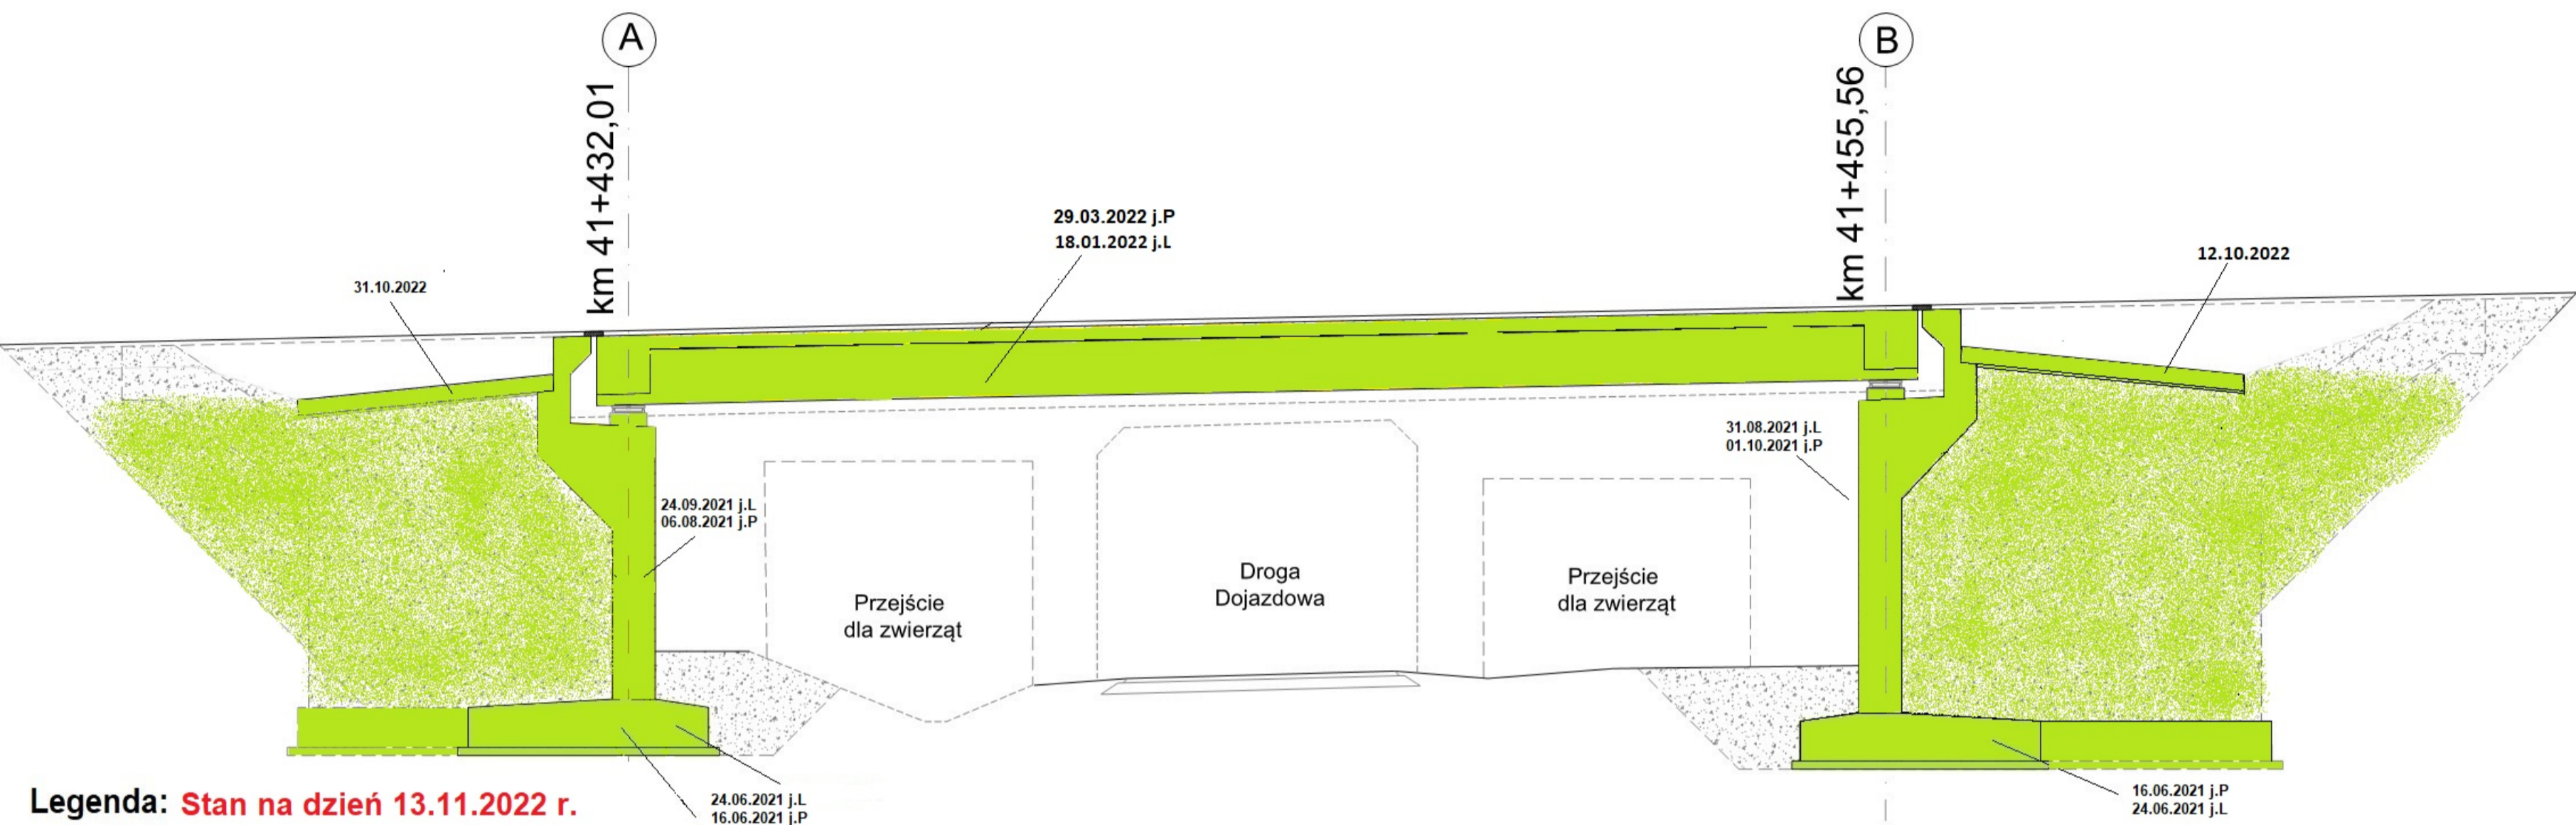 A
B
km 41+432,01
km 41+455,56
29.03.2022 j.P
18.01.2022 j.L
12.10.2022
31.10.2022
31.08.2021 j.L
01.10.2021 j.P
24.09.2021 j.L
06.08.2021 j.P
Przejście
dla zwierząt
Droga
Dojazdowa
Przejście
dla zwierząt
24.06.2021 j.L
16.06.2021 j.P
16.06.2021 j.P
24.06.2021 j.L
Legenda: Stan na dzień 13.11.2022 r.